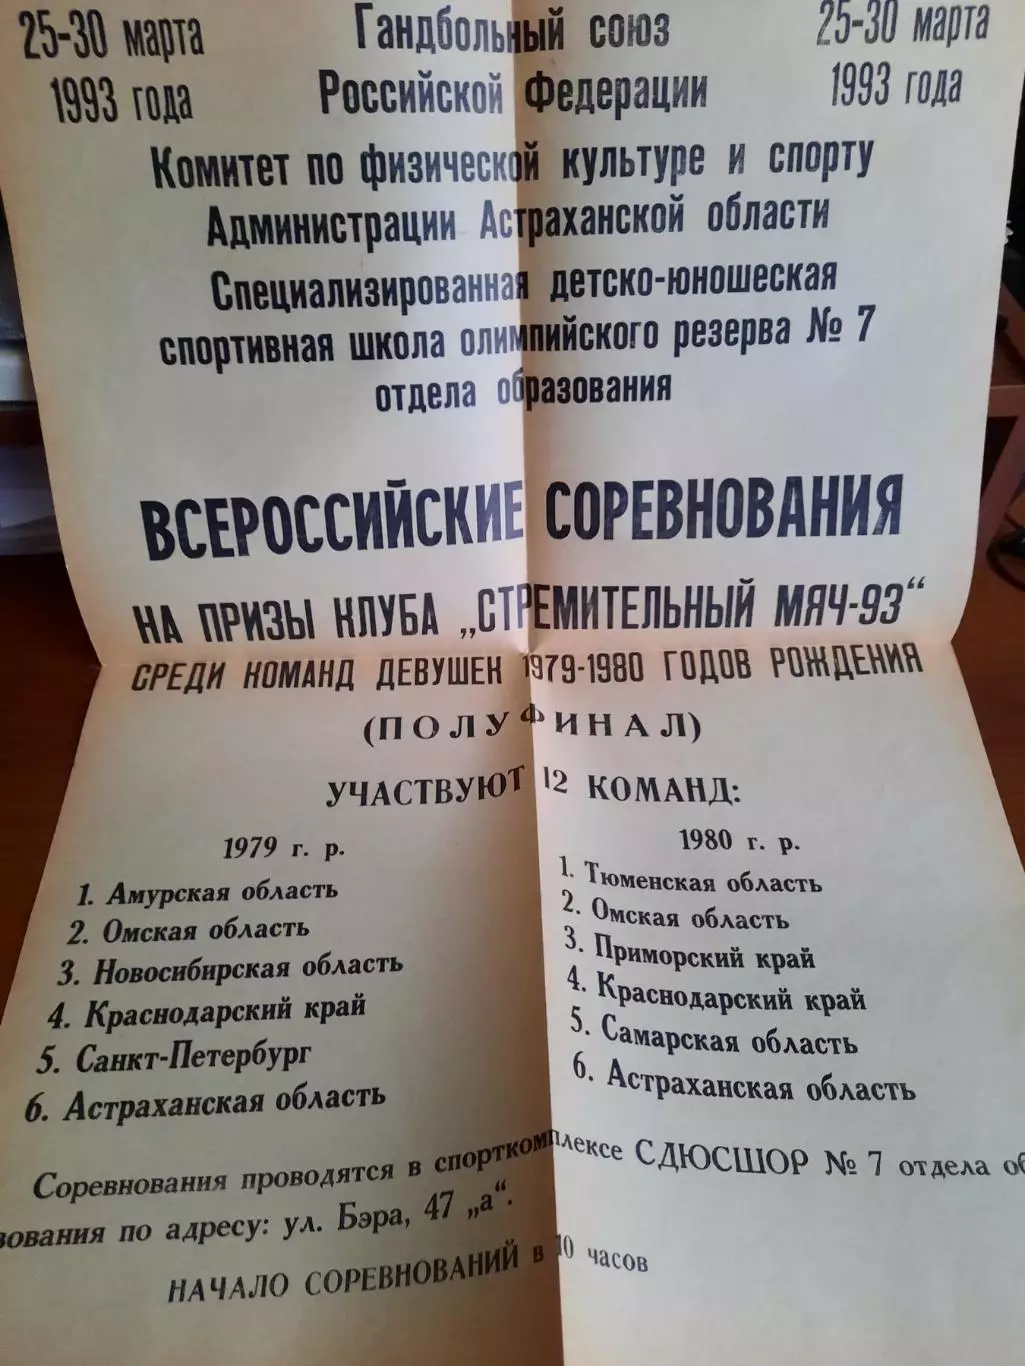 25-30 марта
1993 года
Гандбольный союз
Российской Федерации
25-30 марта
1993 года
Комитет по физической культуре и спорту
Администрации Астраханской области
Специализированная детско-юношеская
спортивная школа олимпийского резерва № 7
отдела образования
ВСЕРОССИЙСКИЕ СОРЕВНОВАНИЯ
НА ПРИЗЫ КЛУБА „СТРЕМИТЕЛЬНЫЙ МЯЧ-93“
СРЕДИ КОМАНД ДЕВУШЕК 1979-1980 ГОДОВ РОЖДЕНИЯ
(ПОЛУФИНАЛ)
УЧАСТВУЮТ 12 КОМАНД:
1979 г. р.
1. Амурская область
2. Омская область
3. Новосибирская область
4. Краснодарский край
5. Санкт-Петербург
6. Астраханская область
1980 г. р.
1. Тюменская область
2. Омская область
3. Приморский край
4. Краснодарский край
5. Самарская область
6. Астраханская область
Соревнования проводятся в спорткомплексе СДЮСШОР № 7 отдела об
зования по адресу: ул. Бэра, 47 „а“.
НАЧАЛО СОРЕВНОВАНИЙ в 10 часов